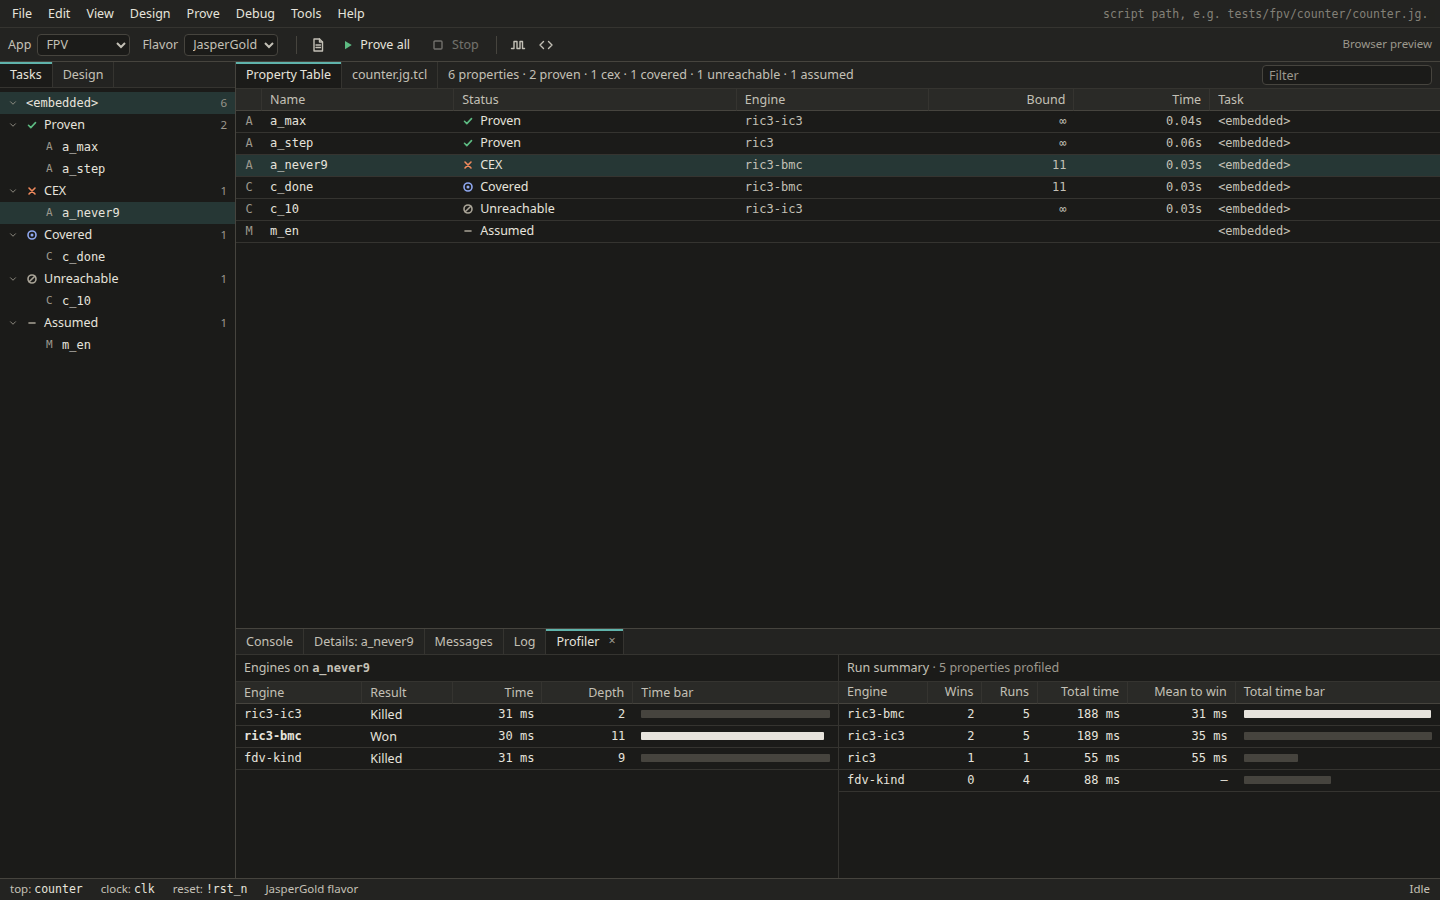 File Edit View Design Prove Debug Tools Help script path, e.g. tests/fpv/counter/counter.jg.
App FPV Flavor JasperGold Prove all Stop Browser preview
Tasks Design Property Table counter.jg.tcl 6 properties · 2 proven · 1 cex · 1 covered · 1 unreachable · 1 assumed Filter
<embedded> 6
Proven 2
A a_max
A a_step
CEX 1
A a_never9
Covered 1
C c_done
Unreachable 1
C c_10
Assumed 1
M m_en
Name Status Engine Bound Time Task
A a_max Proven ric3-ic3 ∞ 0.04s <embedded>
A a_step Proven ric3 ∞ 0.06s <embedded>
A a_never9 CEX ric3-bmc 11 0.03s <embedded>
C c_done Covered ric3-bmc 11 0.03s <embedded>
C c_10 Unreachable ric3-ic3 ∞ 0.03s <embedded>
M m_en Assumed <embedded>
Console Details: a_never9 Messages Log Profiler ×
Engines on a_never9
Engine Result Time Depth Time bar
ric3-ic3 Killed 31 ms 2
ric3-bmc Won 30 ms 11
fdv-kind Killed 31 ms 9
Run summary · 5 properties profiled
Engine Wins Runs Total time Mean to win Total time bar
ric3-bmc 2 5 188 ms 31 ms
ric3-ic3 2 5 189 ms 35 ms
ric3 1 1 55 ms 55 ms
fdv-kind 0 4 88 ms –
top: counter clock: clk reset: !rst_n JasperGold flavor Idle